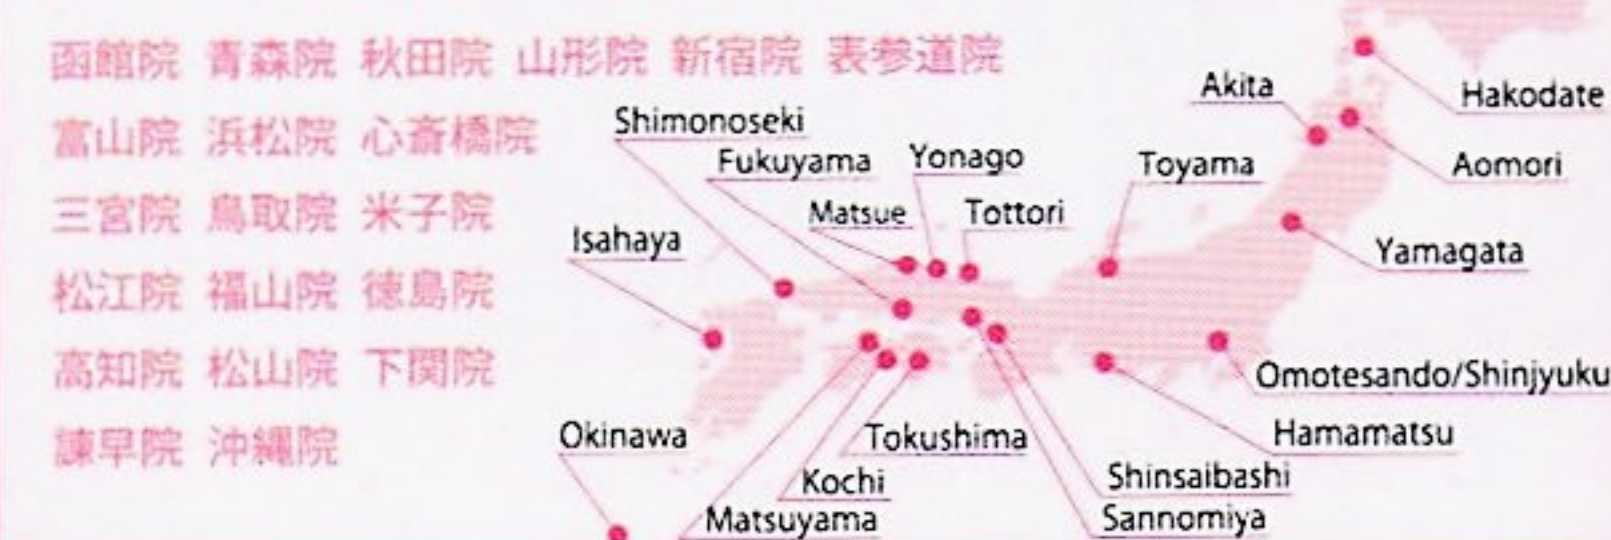 函館院 青森院 秋田院 山形院 新宿院 表参道院
富山院 浜松院 心斎橋院
三宮院 鳥取院 米子院
松江院 福山院 徳島院
高知院 松山院 下関院
諫早院 沖縄院
Akita
Hakodate
Shimonoseki
Fukuyama
Yonago
Toyama
Aomori
Matsue
Tottori
Isahaya
Yamagata
Omotesando/Shinjyuku
Okinawa
Tokushima
Hamamatsu
Kochi
Shinsaibashi
Matsuyama
Sannomiya